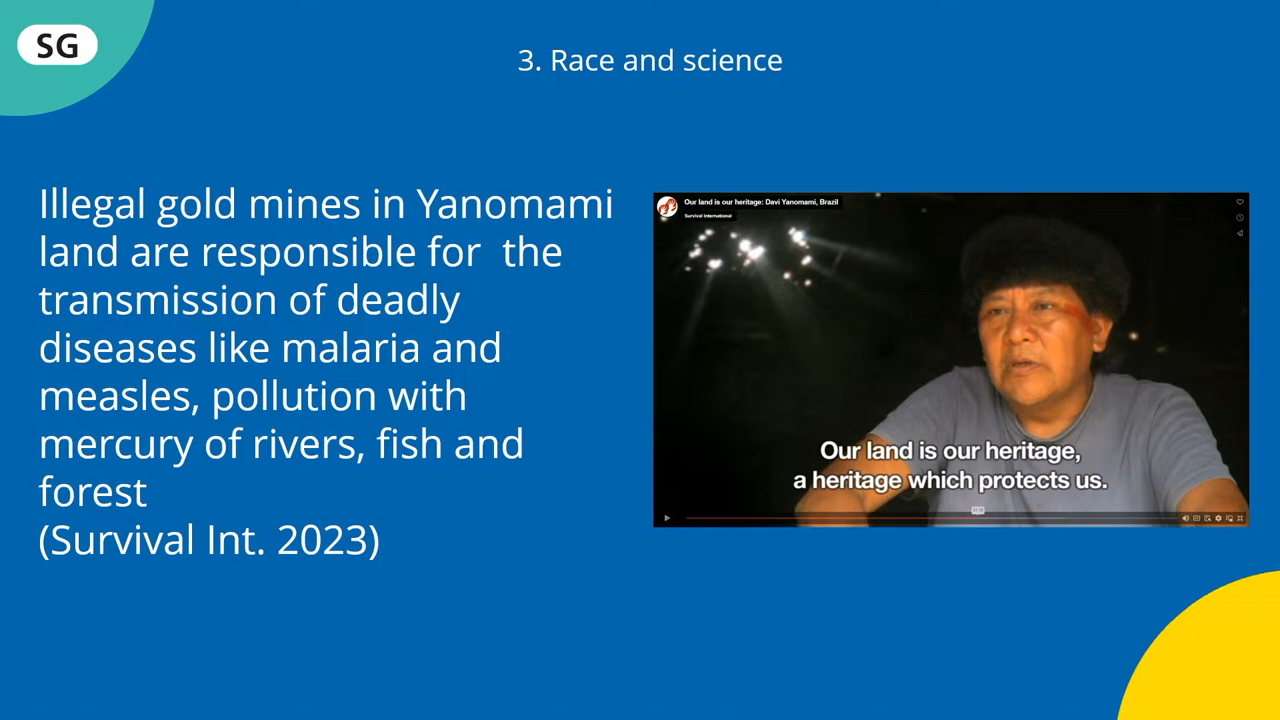 SG
3. Race and science
Illegal gold mines in Yanomami
land are responsible for  the
transmission of deadly
diseases like malaria and
measles, pollution with
mercury of rivers, fish and
forest
(Survival Int. 2023)
Our land is our heritage: Davi Yanomami, Brazil
Survival International
Our land is our heritage,
a heritage which protects us.